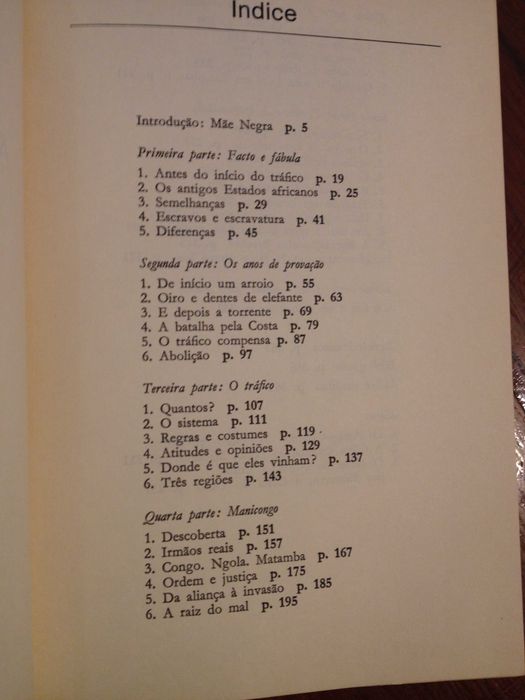 Indice
Introdução: Mãe Negra p. 5
Primeira parte: Facto e fábula
1. Antes do início do tráfico p. 19
2. Os antigos Estados africanos p. 25
3. Semelhanças p. 29
4. Escravos e escravatura p. 41
5. Diferenças p. 45
Segunda parte: Os anos de provação
1. De início um arroio p. 55
2. Oiro e dentes de elefante p. 63
3. E depois a torrente p. 69
4. A batalha pela Costa p. 79
5. O tráfico compensa p. 87
6. Abolição p. 97
Terceira parte: O tráfico
1. Quantos? p. 107
2. O sistema p. 111
3. Regras e costumes p. 119
4. Atitudes e opiniões p. 129
5. Donde é que eles vinham? p. 137
6. Três regiões p. 143
Quarta parte: Manicongo
1. Descoberta p. 151
2. Irmãos reais p. 157
3. Congo. Ngola. Matamba p. 167
4. Ordem e justiça p. 175
5. Da aliança à invasão p. 185
6. A raiz do mal p. 195